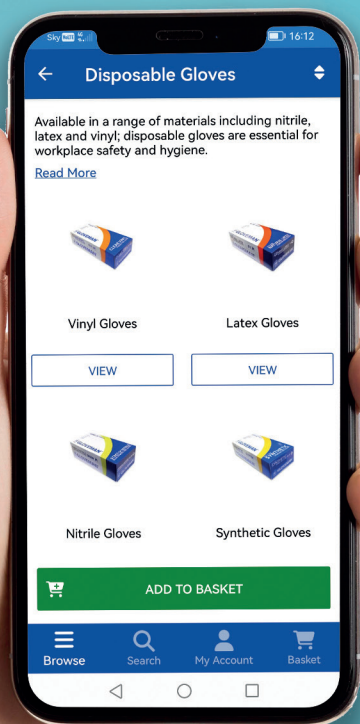 Sky 16:12
Disposable Gloves
Available in a range of materials including nitrile,
latex and vinyl; disposable gloves are essential for
workplace safety and hygiene.
Read More
Vinyl Gloves
Latex Gloves
VIEW
VIEW
Nitrile Gloves
Synthetic Gloves
ADD TO BASKET
Browse
Search
My Account
Basket